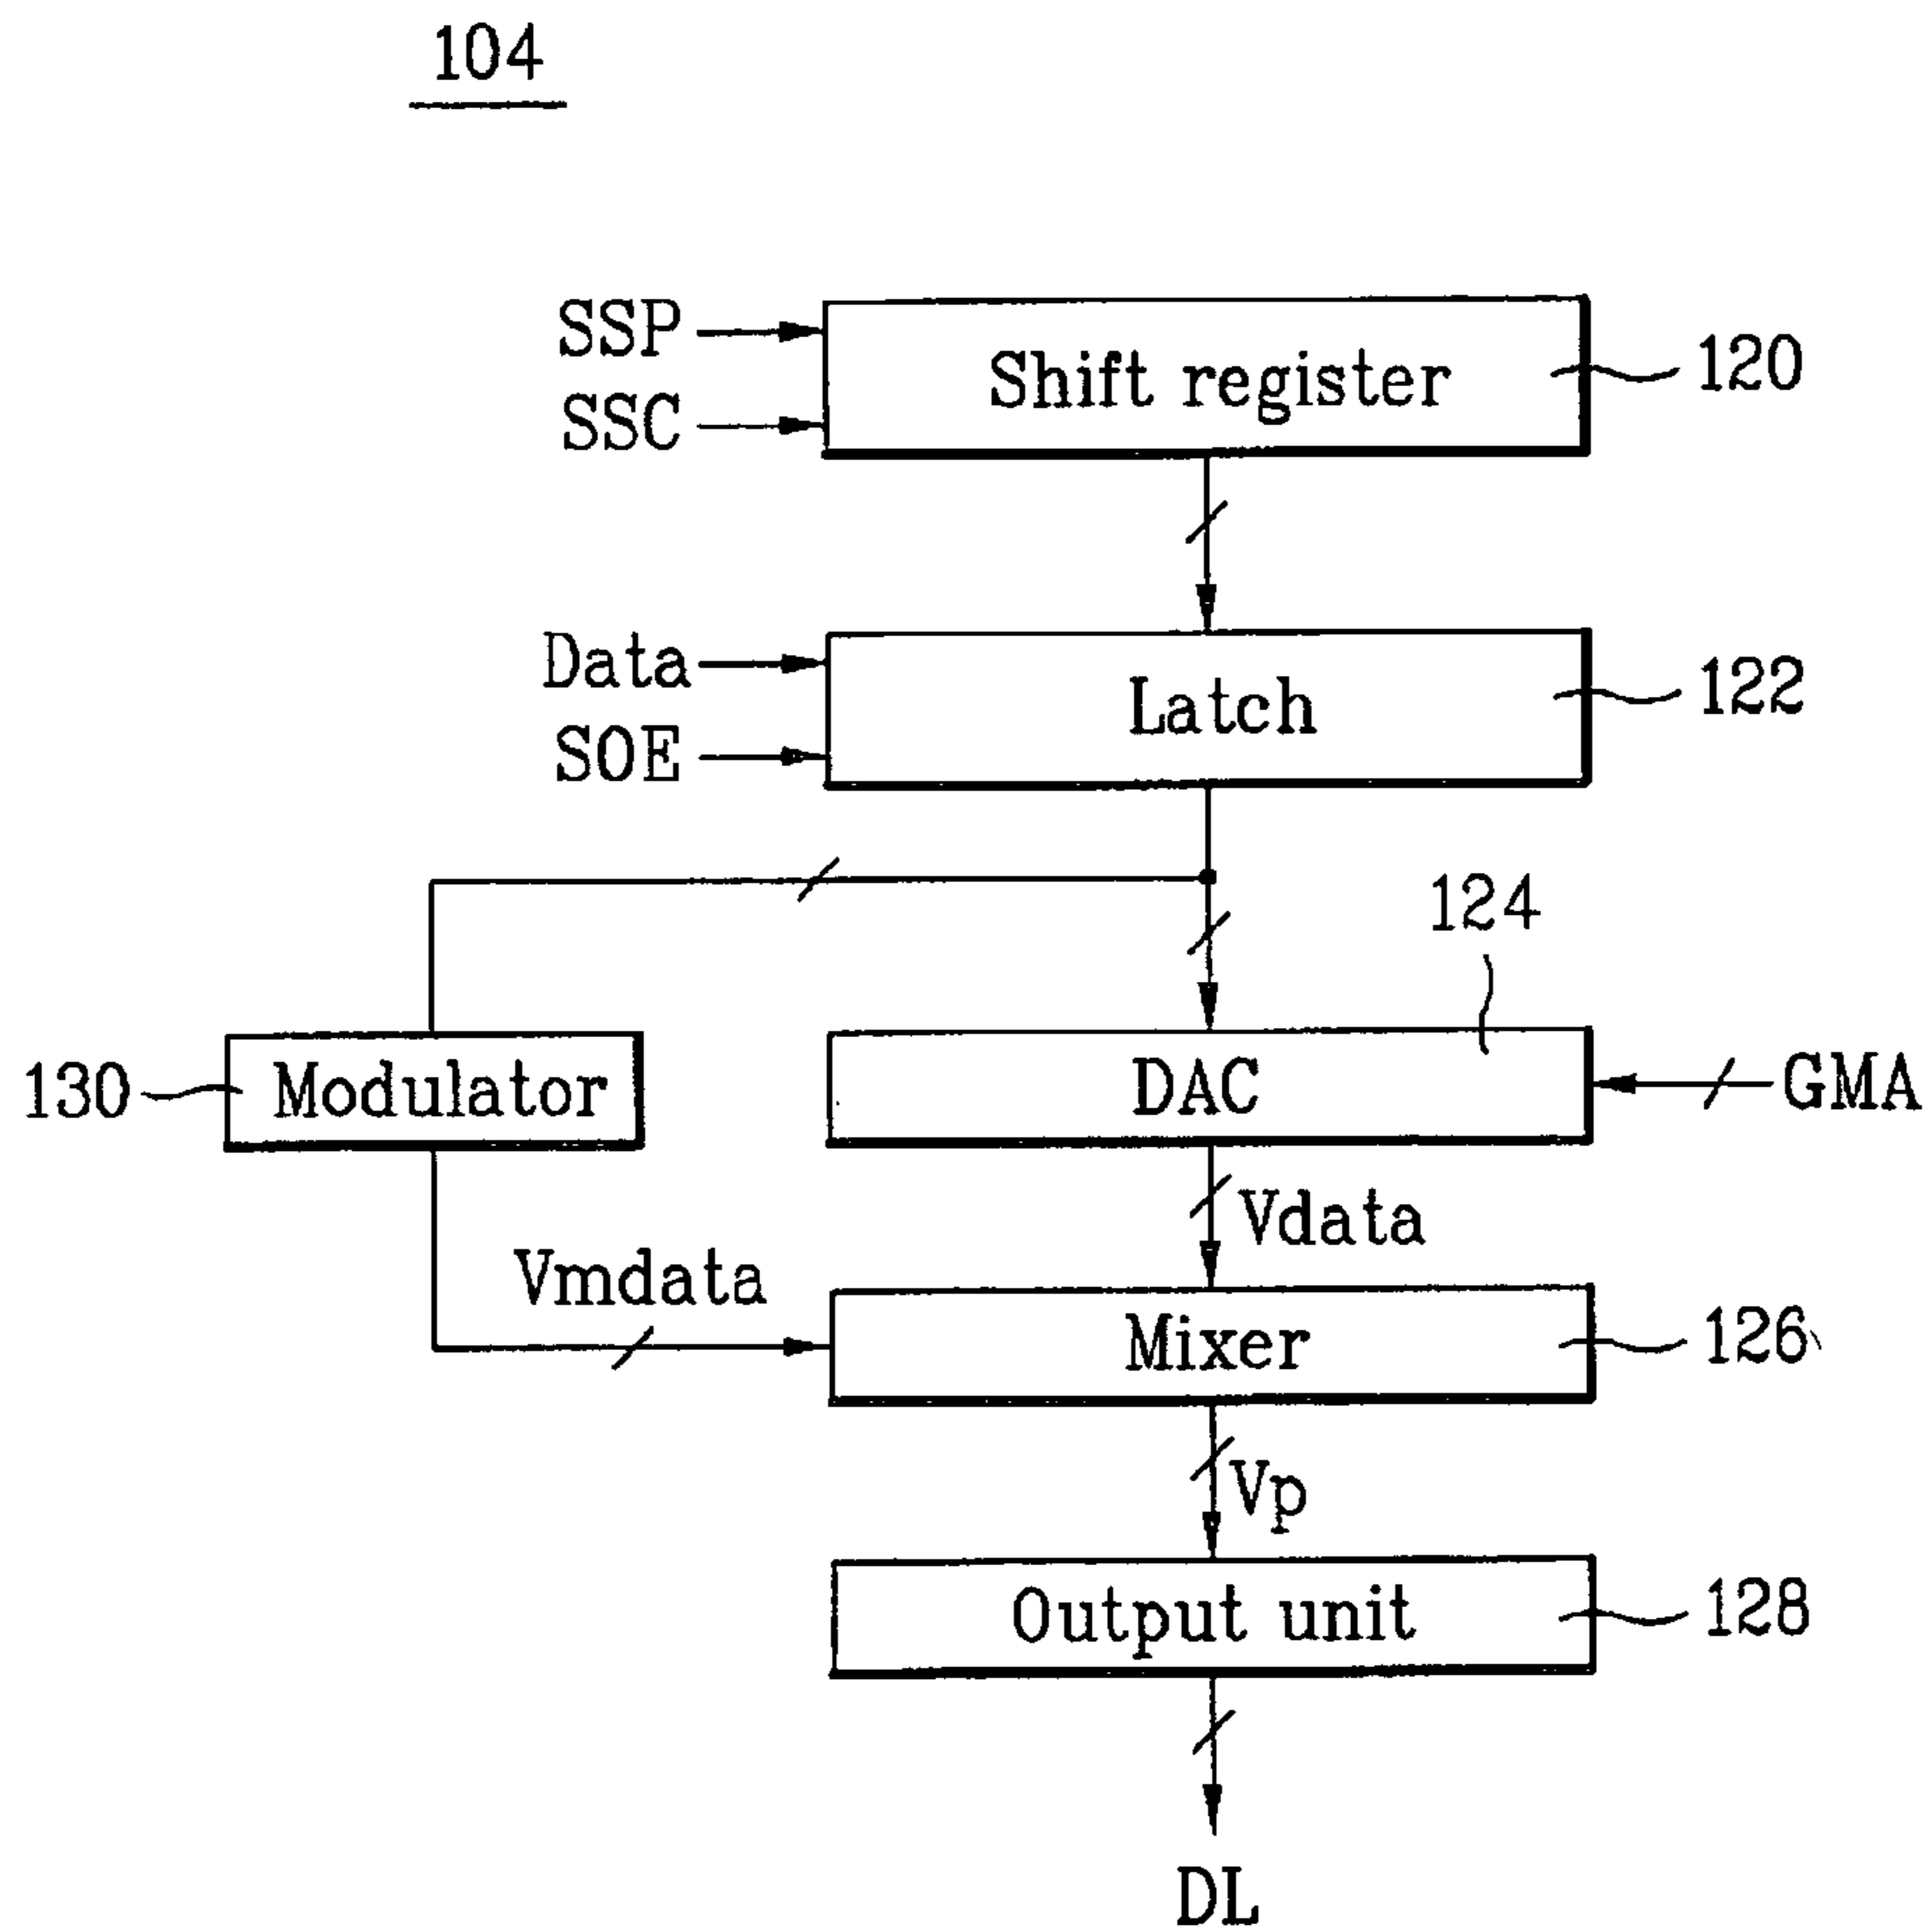 104
SSP
SSC
Shift register
120
Data
SOE
Latch
122
124
130
Modulator
DAC
GMA
Vdata
Vmdata
Mixer
126
Vp
Output unit
128
DL